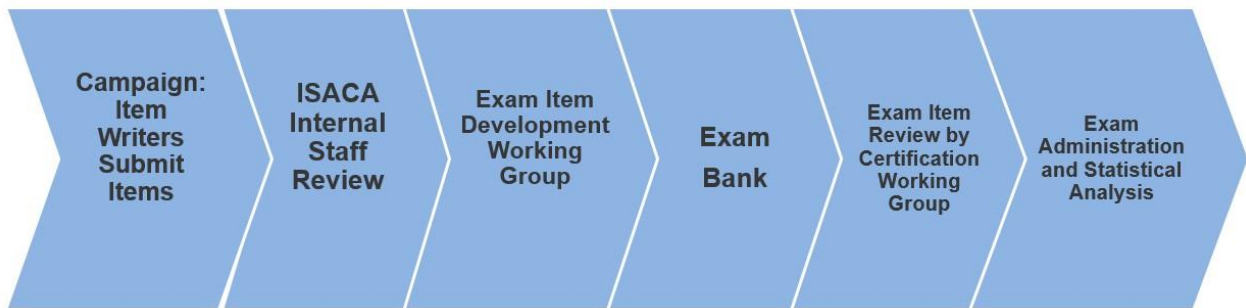 Campaign:
Item
Writers
Submit
Items
ISACA
Internal
Staff
Review
Exam Item
Development
Working
Group
Exam
Bank
Exam Item
Review by
Certification
Working
Group
Exam
Administration
and Statistical
Analysis